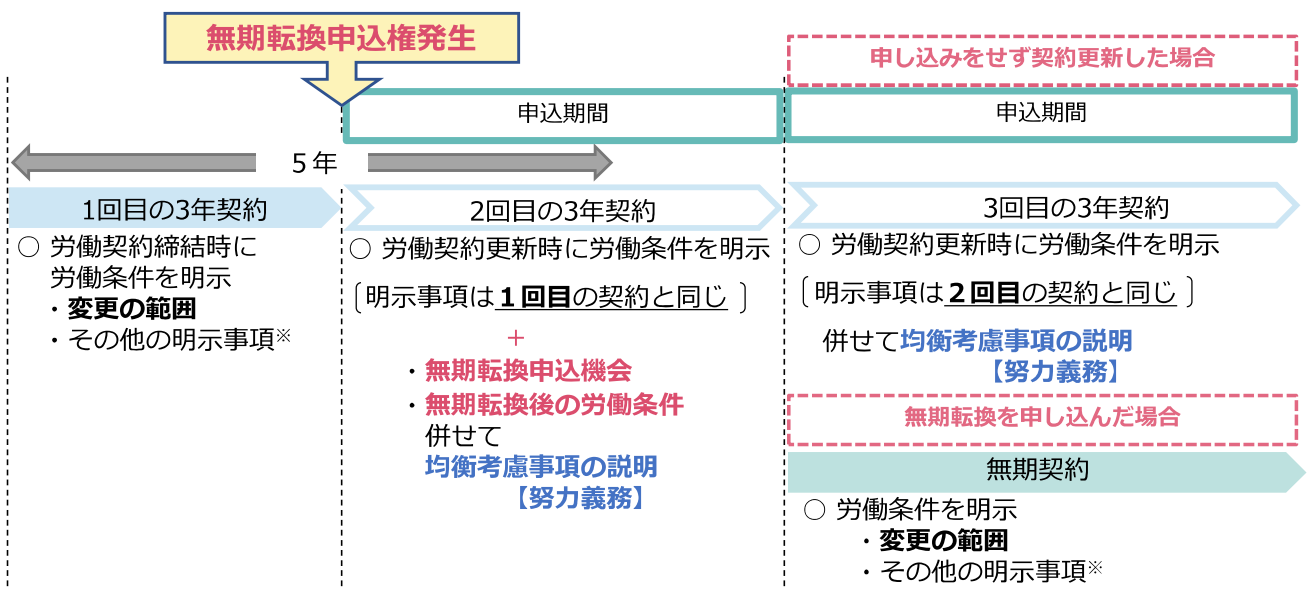 無期転換申込権発生
申込期間
5年
1回目の3年契約
○ 労働契約締結時に
労働条件を明示
・変更の範囲
・その他の明示事項※
2回目の3年契約
○ 労働契約更新時に労働条件を明示
〔明示事項は１回目の契約と同じ〕
＋
・無期転換申込機会
・無期転換後の労働条件
併せて
均衡考慮事項の説明
【努力義務】
申し込みをせず契約更新した場合
申込期間
3回目の3年契約
○ 労働契約更新時に労働条件を明示
〔明示事項は２回目の契約と同じ〕
併せて均衡考慮事項の説明
【努力義務】
無期転換を申し込んだ場合
無期契約
○ 労働条件を明示
・変更の範囲
・その他の明示事項※